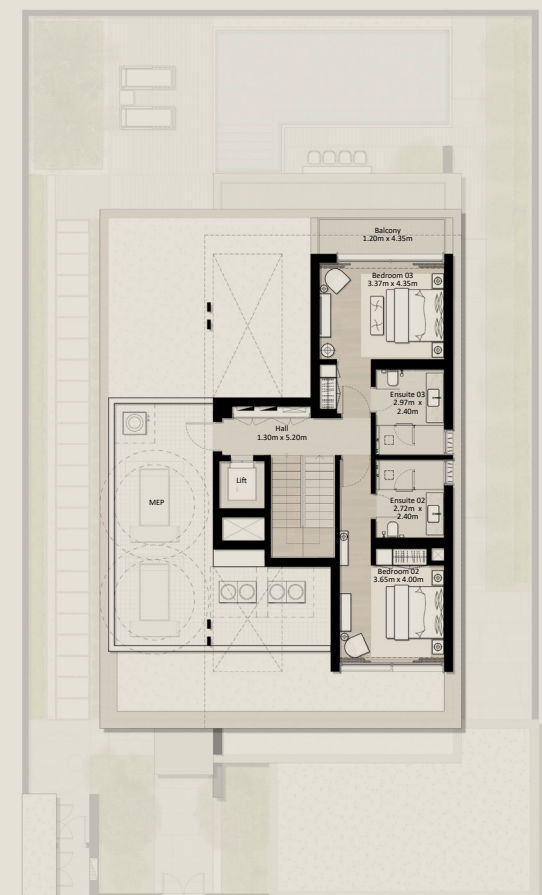 Balcony
1.20m x 4.35m
Bedroom 03
3.37m x 4.35m
Ensuite 03
2.97m x
2.40m
Hall
1.30m x 5.20m
Lift
MEP
Ensuite 02
2.72m x
2.40m
Bedroom 02
3.65m x 4.00m